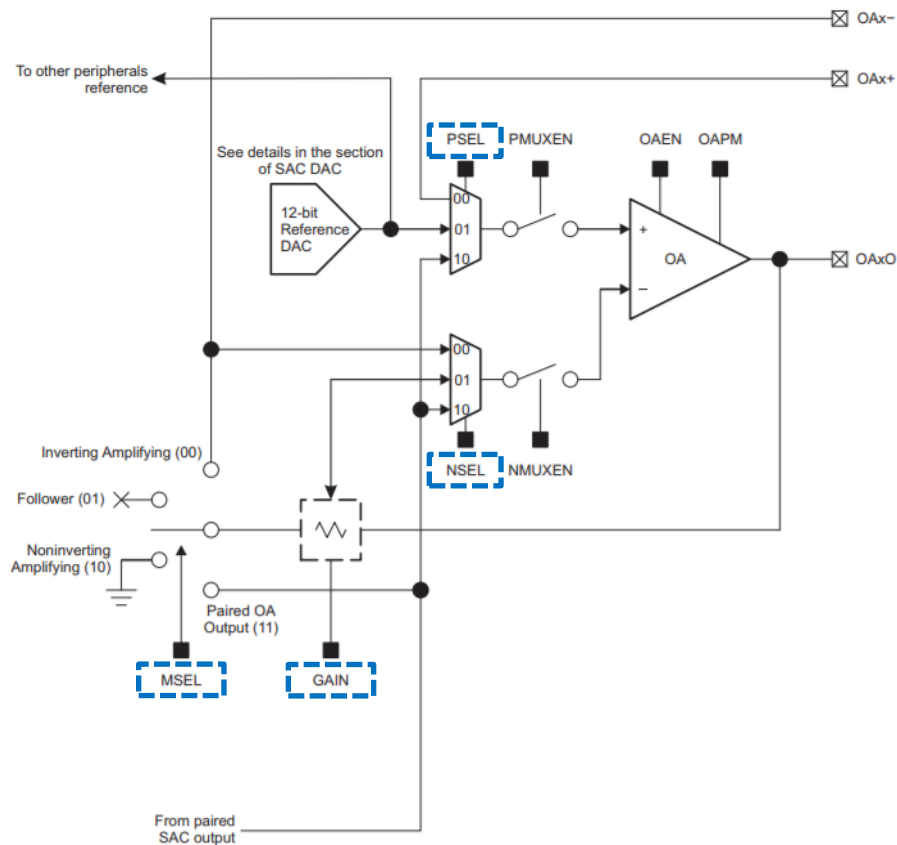 OAx−
To other peripherals
reference
OAx+
PSEL
PMUXEN
OAEN
OAPM
See details in the section
of SAC DAC
00
12-bit
Reference
DAC
01
10
+
OA
−
OAxO
00
01
10
Inverting Amplifying (00)
NSEL
NMUXEN
Follower (01)
Noninverting
Amplifying (10)
Paired OA
Output (11)
MSEL
GAIN
From paired
SAC output